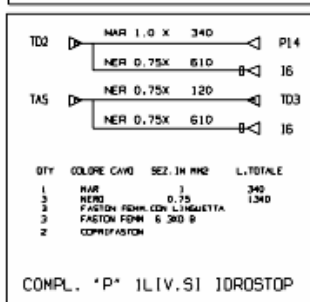 TD2 MAR 1.0 X 340 P14
NER 0.75X 610 I6
TA5 NER 0.75X 120 TD3
NER 0.75X 610 I6
QTY COLORE CAVO SEZ.IN MM2 L.TOTALE
1 MAR 1 340
3 NERO 0.75 1340
3 FASTON FEMM.CON LINGUETTA
3 FASTON FEMM 6.3X0.8
2 COPRIFASTON
COMPL. "P" 1L[V.S] IDROSTOP